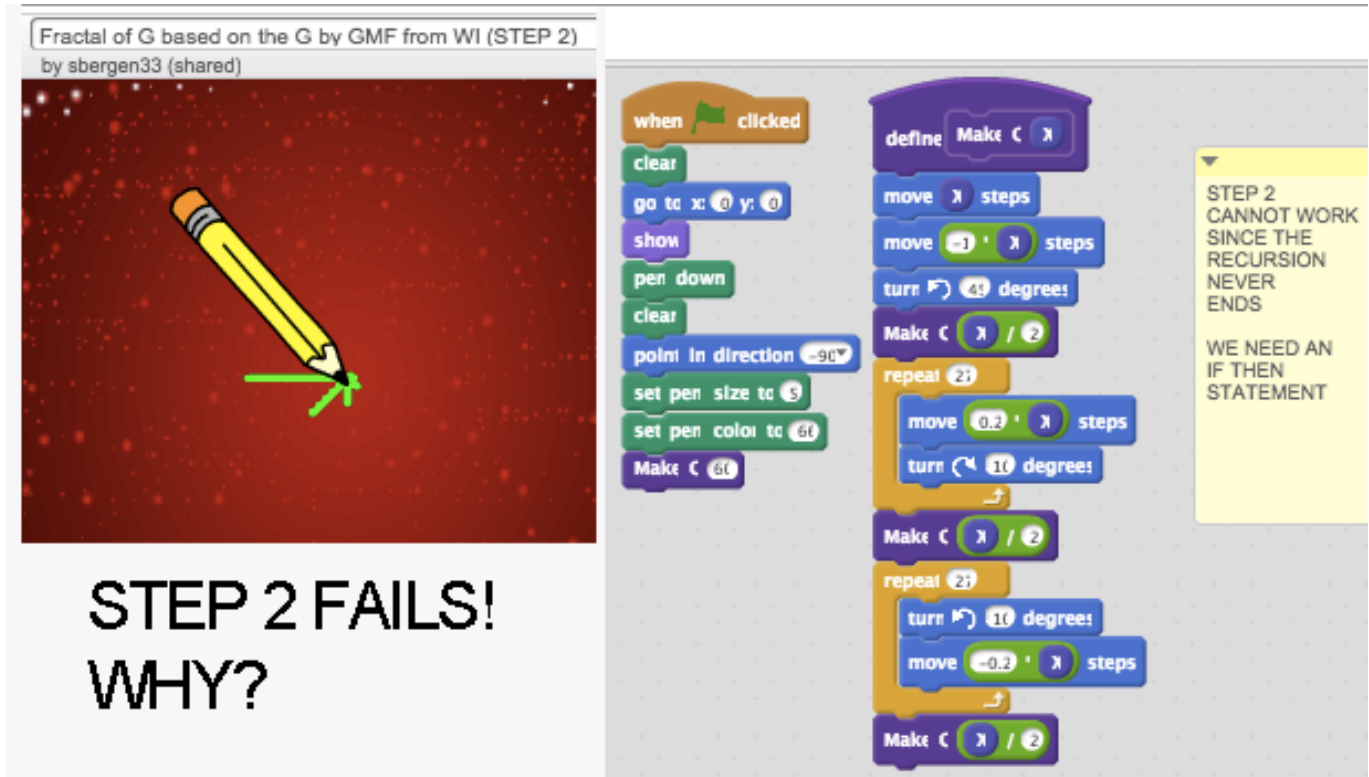 Fractal of G based on the G by GMF from WI (STEP 2)
by sbergen33 (shared)
STEP 2 FAILS!
WHY?
when clicked
clear
go to x: 0 y: 0
show
pen down
clear
point in direction -90
set pen size to 5
set pen color to 60
Make G 60
define Make G X
move X steps
move -1 * X steps
turn 45 degrees
Make G X / 2
repeat 27
move 0.2 * X steps
turn 10 degrees
Make G X / 2
repeat 27
turn 10 degrees
move -0.2 * X steps
Make G X / 2
STEP 2
CANNOT WORK
SINCE THE
RECURSION
NEVER
ENDS
WE NEED AN
IF THEN
STATEMENT